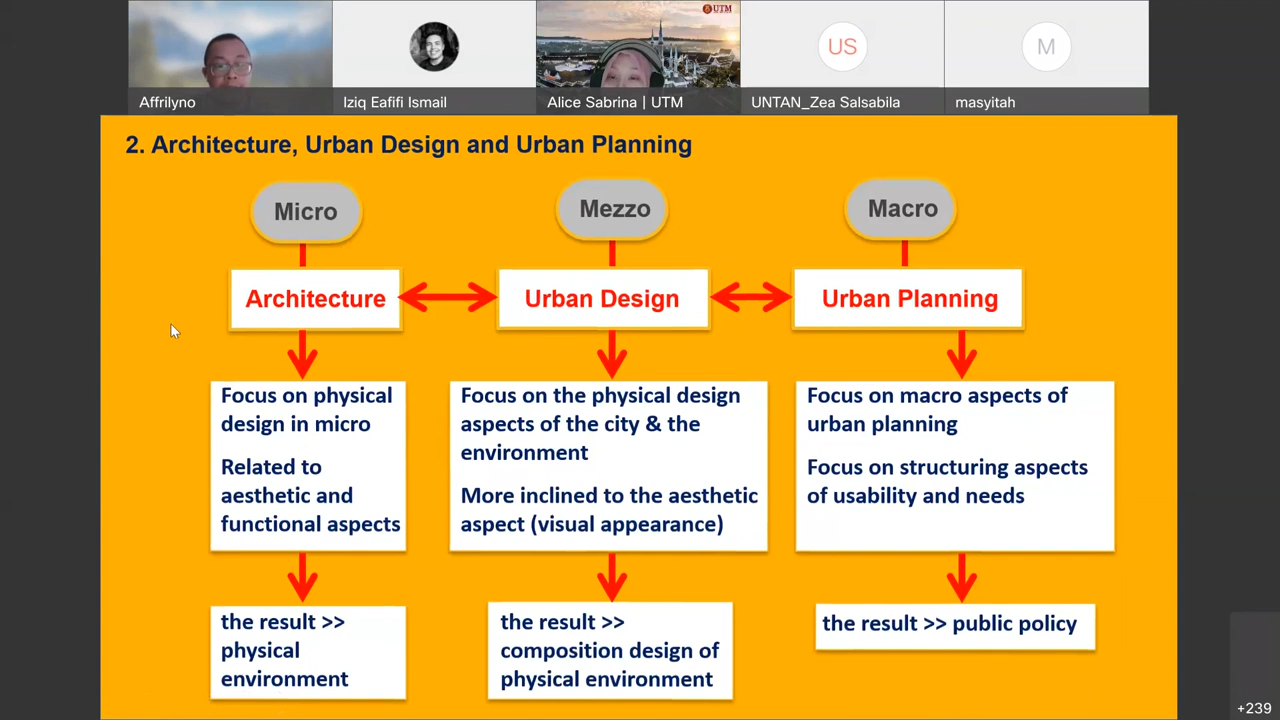 UTM
Affrilyno
Iziq Eafifi Ismail
Alice Sabrina | UTM
US
UNTAN_Zea Salsabila
M
masyitah
2. Architecture, Urban Design and Urban Planning
Micro
Mezzo
Macro
Architecture
Urban Design
Urban Planning
Focus on physical
design in micro
Related to
aesthetic and
functional aspects
Focus on the physical design
aspects of the city & the
environment
More inclined to the aesthetic
aspect (visual appearance)
Focus on macro aspects of
urban planning
Focus on structuring aspects
of usability and needs
the result >>
physical
environment
the result >>
composition design of
physical environment
the result >> public policy
+239